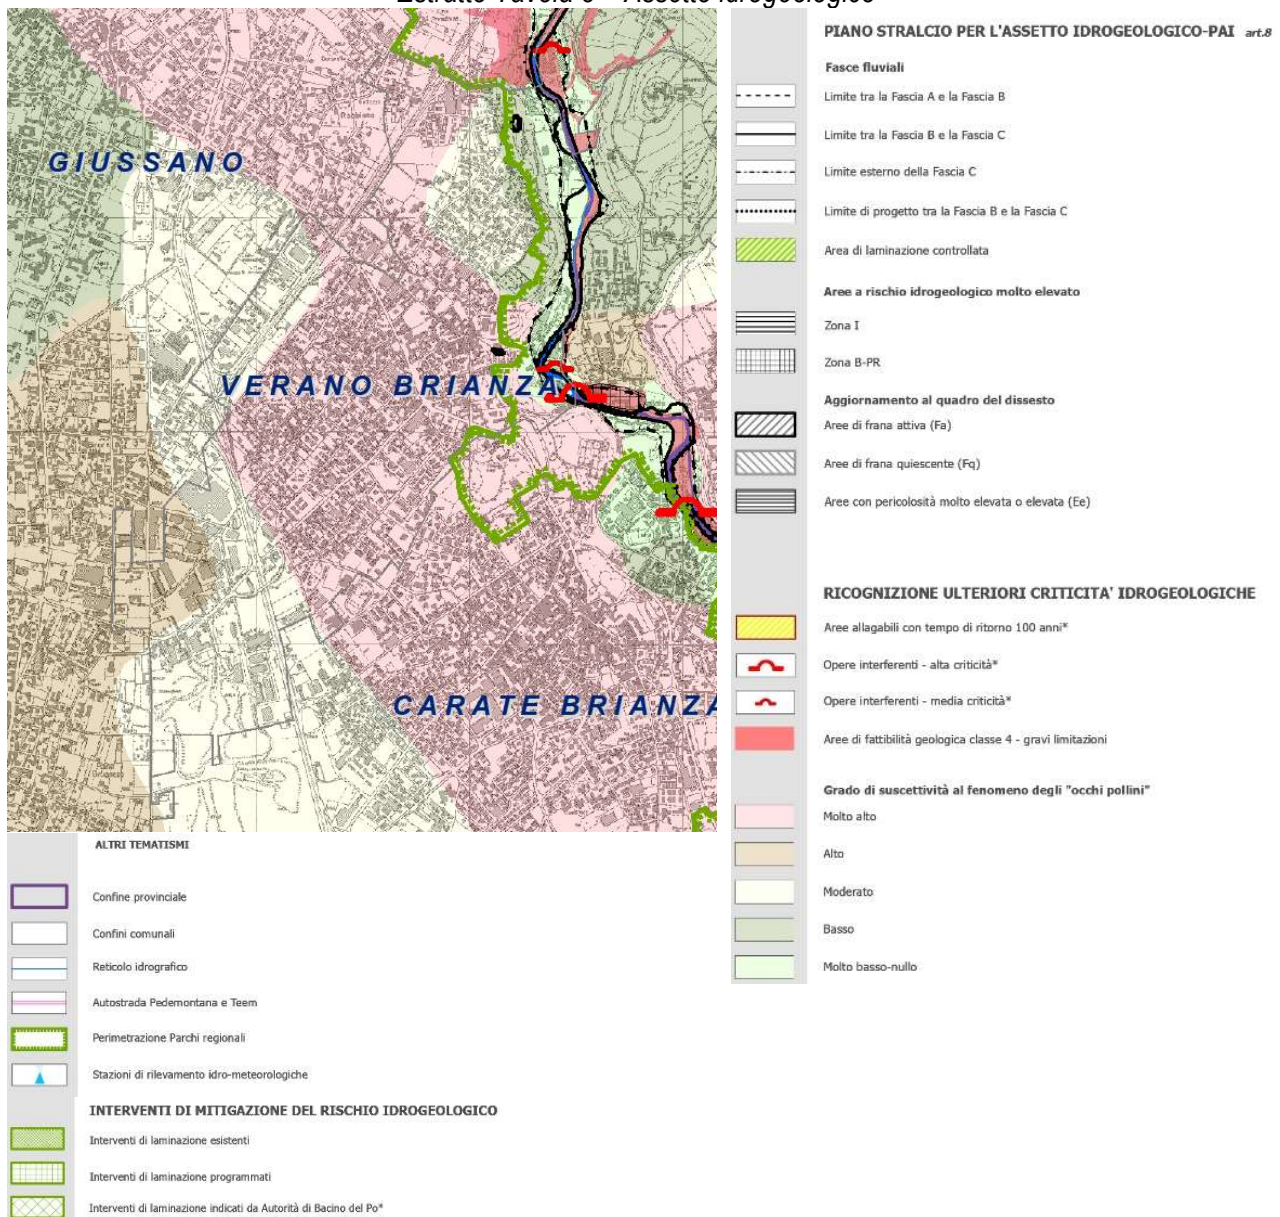 Estratto Tavola 8 – Assetto idrogeologico
GIUSSANO
VERANO BRIANZA
CARATE BRIANZA
PIANO STRALCIO PER L'ASSETTO IDROGEOLOGICO-PAI art.8
Fasce fluviali
Limite tra la Fascia A e la Fascia B
Limite tra la Fascia B e la Fascia C
Limite esterno della Fascia C
Limite di progetto tra la Fascia B e la Fascia C
Area di laminazione controllata
Aree a rischio idrogeologico molto elevato
Zona I
Zona B-PR
Aggiornamento al quadro del dissesto
Aree di frana attiva (Fa)
Aree di frana quiescente (Fq)
Aree con pericolosità molto elevata o elevata (Ee)
RICOGNIZIONE ULTERIORI CRITICITA' IDROGEOLOGICHE
Aree allagabili con tempo di ritorno 100 anni*
Opere interferenti - alta criticità*
Opere interferenti - media criticità*
Aree di fattibilità geologica classe 4 - gravi limitazioni
Grado di suscettività al fenomeno degli "occhi pollini"
Molto alto
Alto
Moderato
Basso
Molto basso-nullo
ALTRI TEMATISMI
Confine provinciale
Confini comunali
Reticolo idrografico
Autostrada Pedemontana e Teem
Perimetrazione Parchi regionali
Stazioni di rilevamento idro-meteorologiche
INTERVENTI DI MITIGAZIONE DEL RISCHIO IDROGEOLOGICO
Interventi di laminazione esistenti
Interventi di laminazione programmati
Interventi di laminazione indicati da Autorità di Bacino del Po*